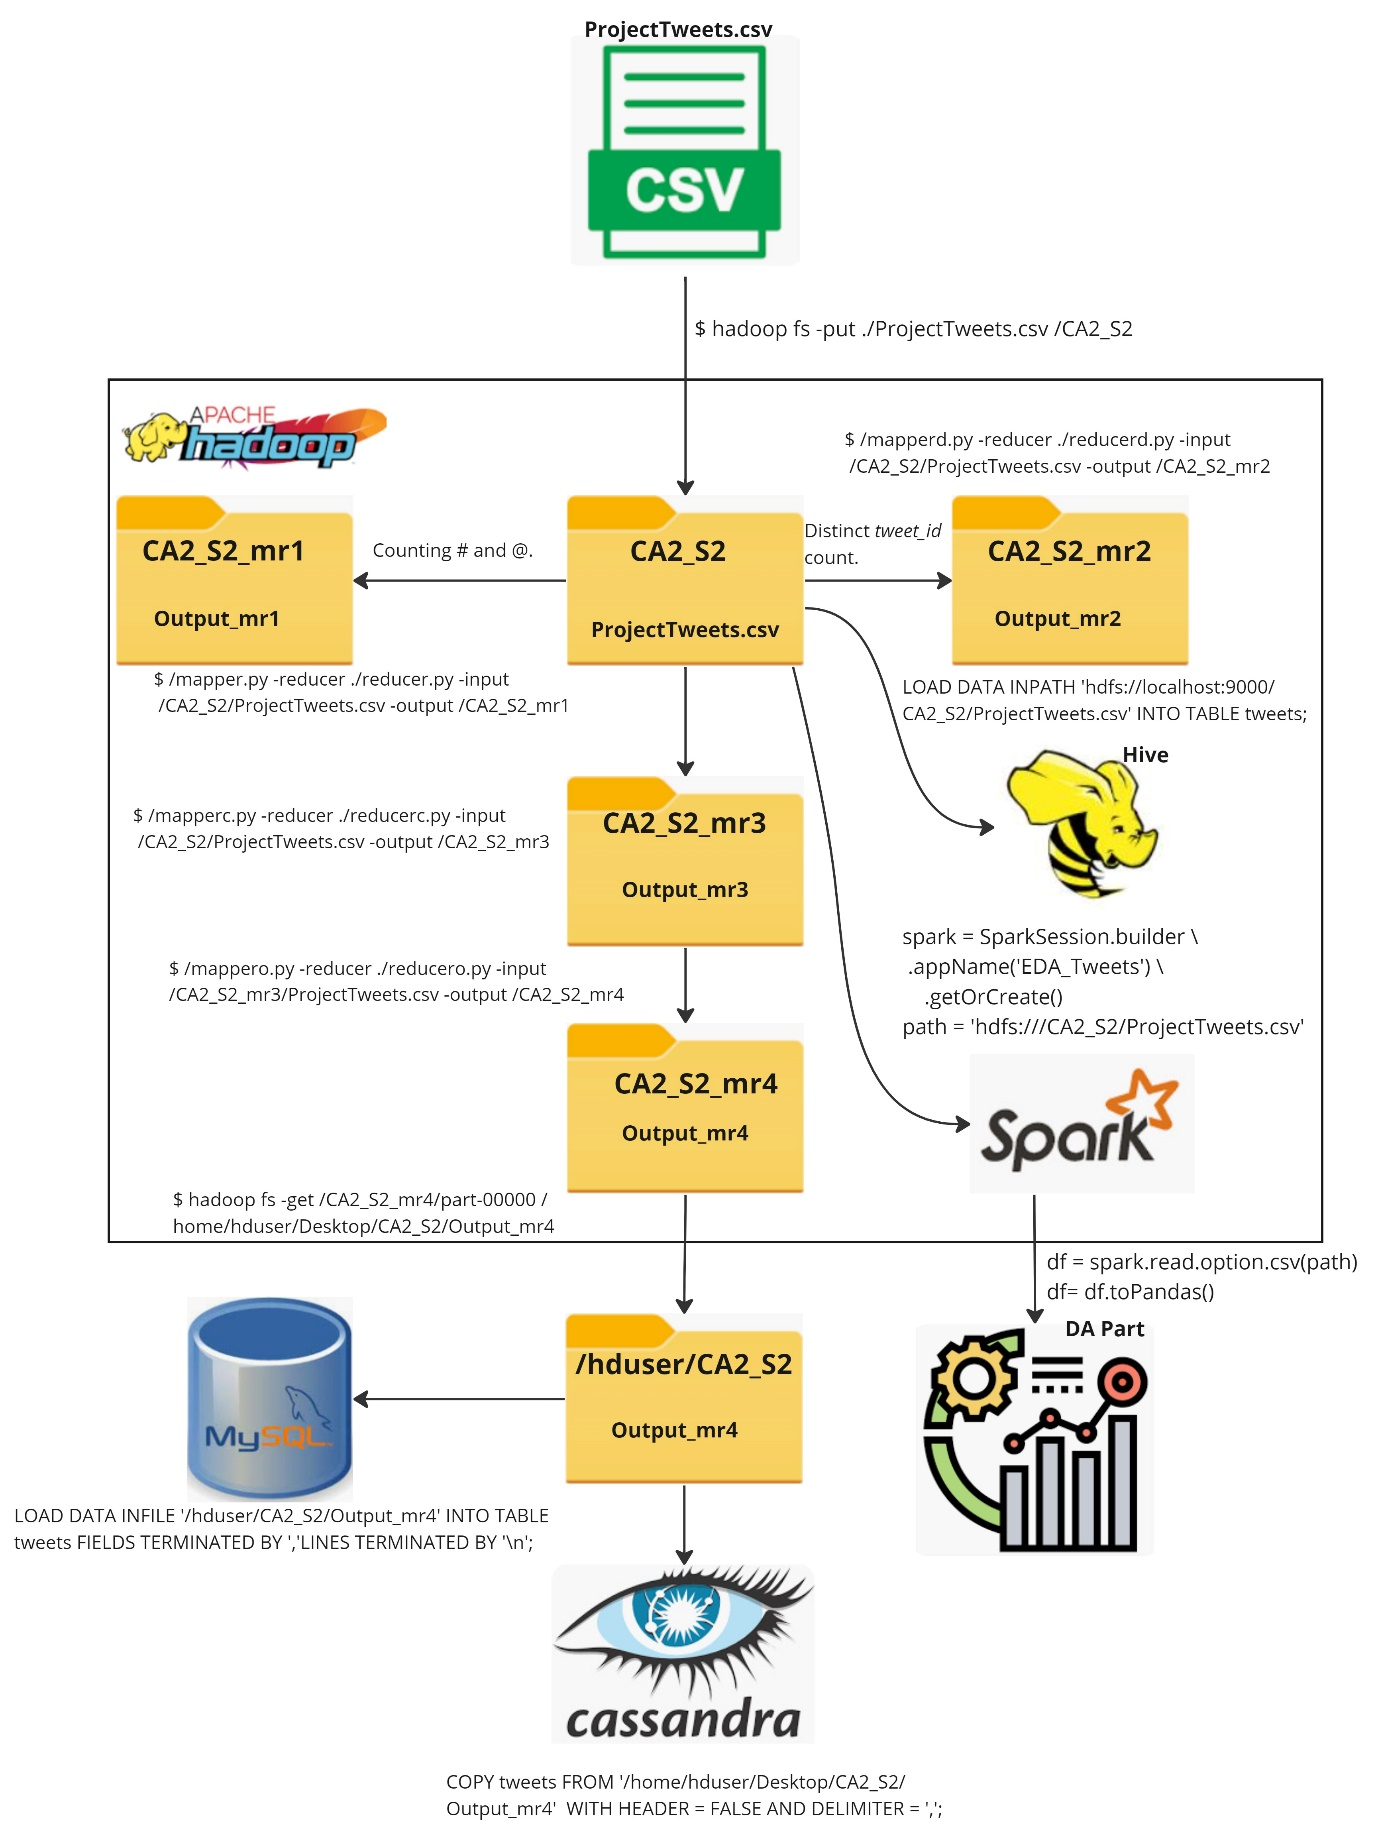 ProjectTweets.csv
CSV
$ hadoop fs -put ./ProjectTweets.csv /CA2_S2
APACHE
hadoop
$ /mapperd.py -reducer ./reducerd.py -input
/CA2_S2/ProjectTweets.csv -output /CA2_S2_mr2
CA2_S2_mr1
Output_mr1
Counting # and @.
CA2_S2
ProjectTweets.csv
Distinct tweet_id
count.
CA2_S2_mr2
Output_mr2
$ /mapper.py -reducer ./reducer.py -input
/CA2_S2/ProjectTweets.csv -output /CA2_S2_mr1
LOAD DATA INPATH 'hdfs://localhost:9000/
CA2_S2/ProjectTweets.csv' INTO TABLE tweets;
Hive
$ /mapperc.py -reducer ./reducerc.py -input
/CA2_S2/ProjectTweets.csv -output /CA2_S2_mr3
CA2_S2_mr3
Output_mr3
spark = SparkSession.builder \
.appName('EDA_Tweets') \
.getOrCreate()
path = 'hdfs:///CA2_S2/ProjectTweets.csv'
$ /mappero.py -reducer ./reducero.py -input
/CA2_S2_mr3/ProjectTweets.csv -output /CA2_S2_mr4
CA2_S2_mr4
Output_mr4
Spark
$ hadoop fs -get /CA2_S2_mr4/part-00000 /
home/hduser/Desktop/CA2_S2/Output_mr4
df = spark.read.option.csv(path)
df= df.toPandas()
DA Part
/hduser/CA2_S2
Output_mr4
MySQL
LOAD DATA INFILE '/hduser/CA2_S2/Output_mr4' INTO TABLE
tweets FIELDS TERMINATED BY ','LINES TERMINATED BY '\n';
cassandra
COPY tweets FROM '/home/hduser/Desktop/CA2_S2/
Output_mr4'  WITH HEADER = FALSE AND DELIMITER = ',';